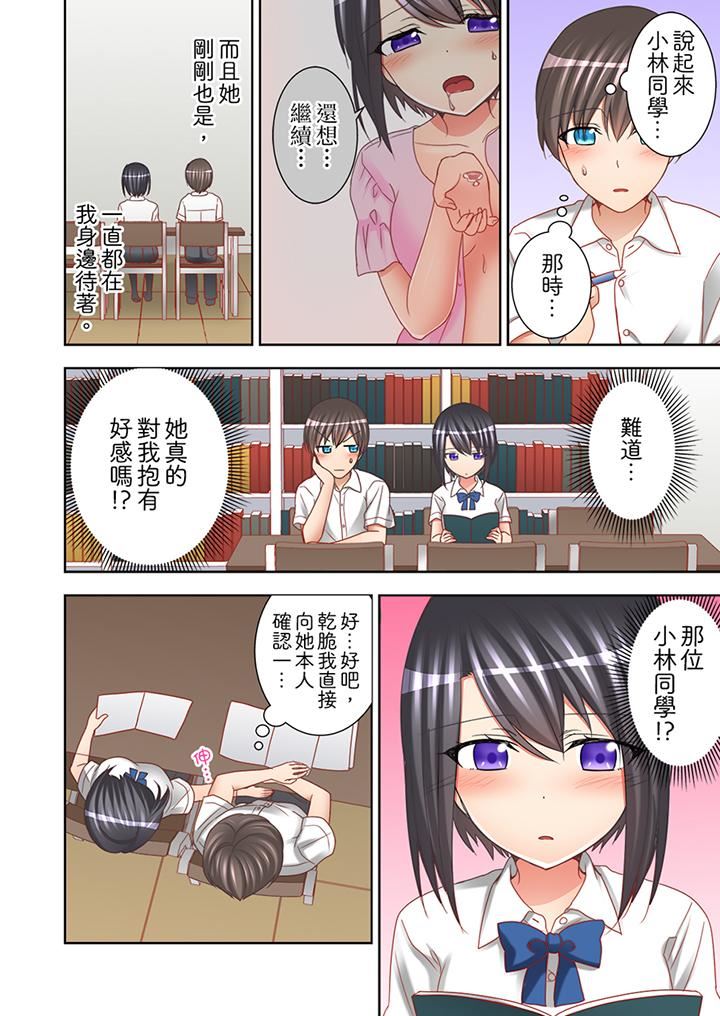 說起來
小林同學…
那時…
還想…
繼續…
而且她
剛剛也是，
一直都在
我身邊待著。
難道…
她真的
對我抱有
好感嗎!?
那位
小林同學!?
好…好吧，
乾脆我直接
向她本人
確認一…
伸…